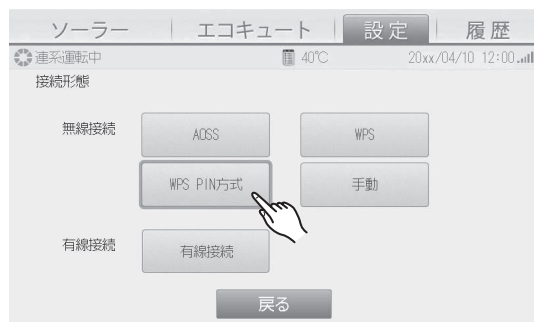 ソーラー エコキュート 設定 履歴
連系運転中 40℃ 20xx/04/10 12:00
接続形態
無線接続 AOSS WPS
WPS PIN方式 手動
有線接続 有線接続
戻る